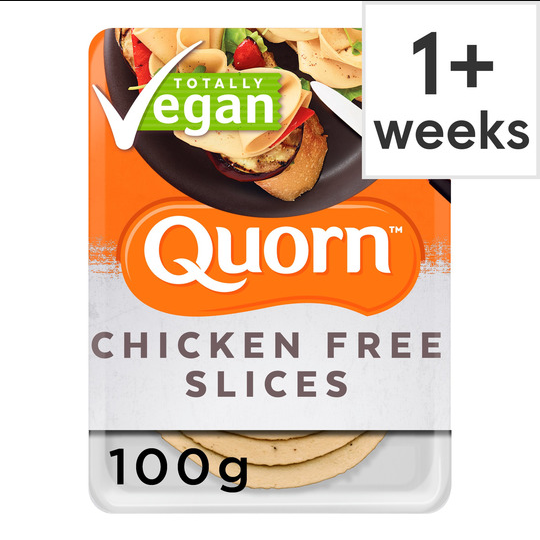 TOTALLY
Vegan
1+
weeks
Quorn™
CHICKEN FREE
SLICES
100g